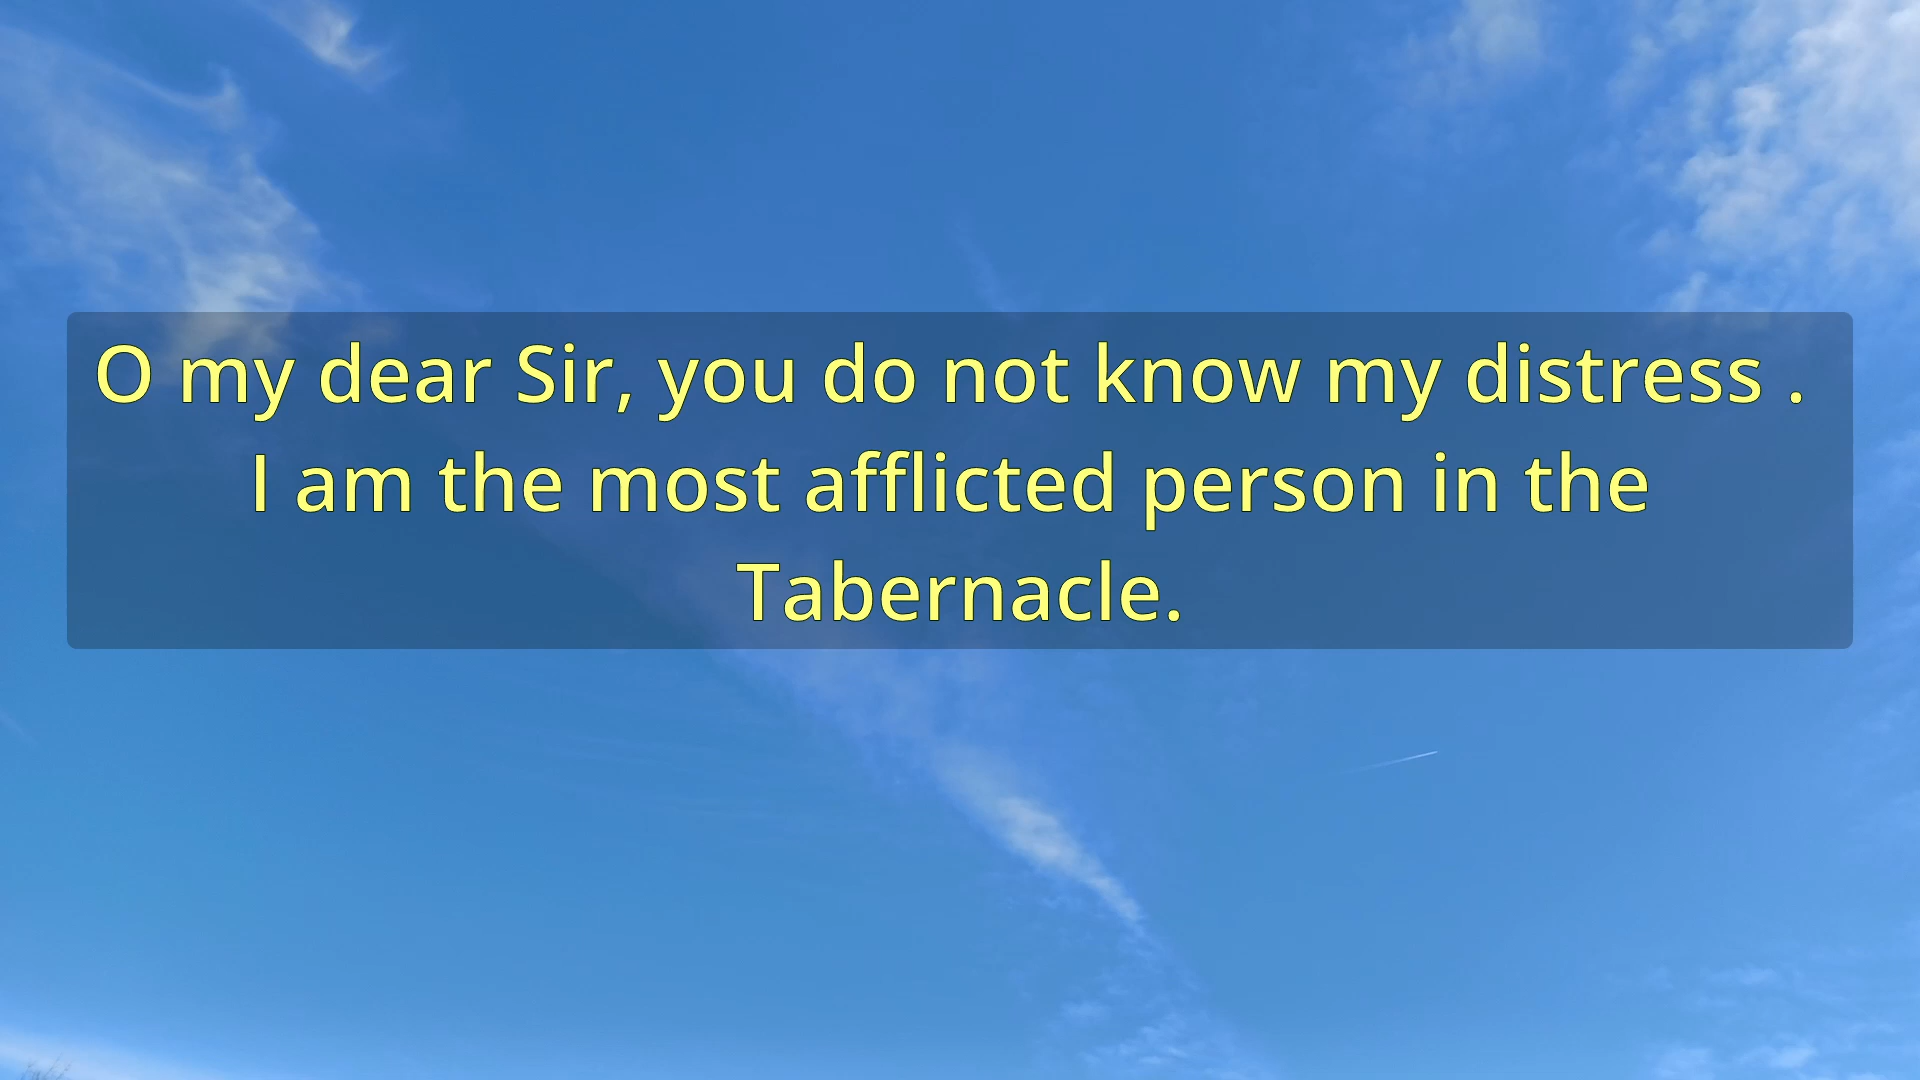 O my dear Sir, you do not know my distress .
I am the most afflicted person in the
Tabernacle.